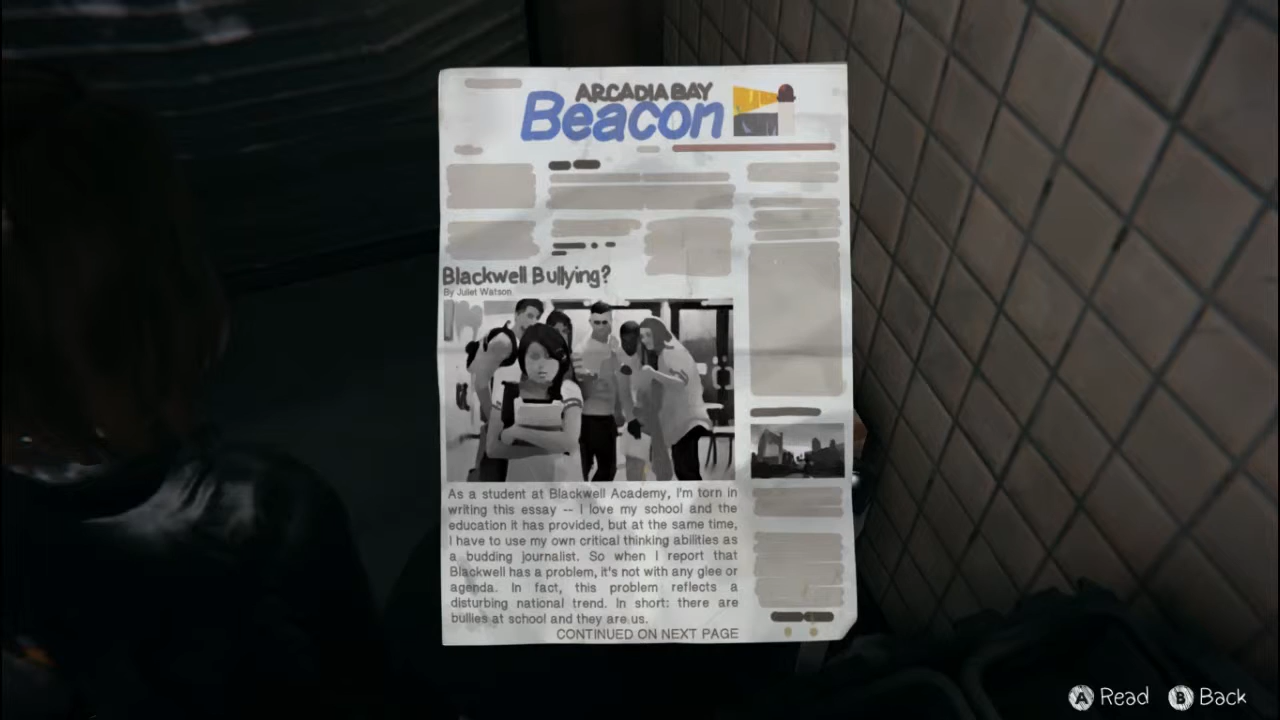 ARCADIA BAY
Beacon
Blackwell Bullying?
By Juliet Watson
As a student at Blackwell Academy, I'm torn in
writing this essay -- I love my school and the
education it has provided, but at the same time,
I have to use my own critical thinking abilities as
a budding journalist. So when I report that
Blackwell has a problem, it's not with any glee or
agenda. In fact, this problem reflects a
disturbing national trend. In short: there are
bullies at school and they are us.
CONTINUED ON NEXT PAGE
A Read B Back